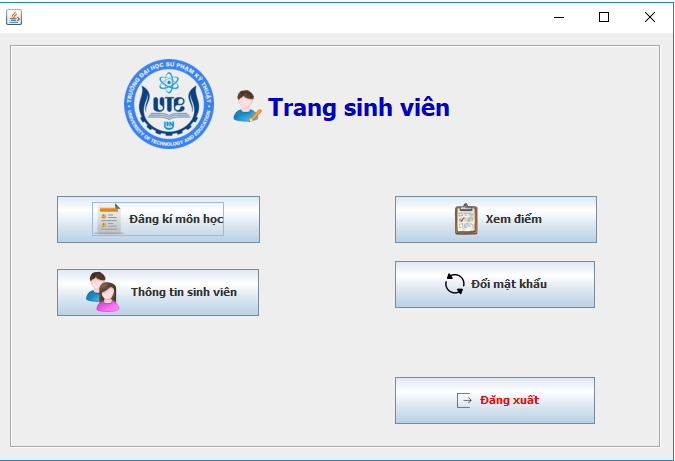 TRƯỜNG ĐẠI HỌC SƯ PHẠM KỸ THUẬT
UTE
UNIVERSITY OF TECHNOLOGY AND EDUCATION
Trang sinh viên
Đăng kí môn học
Xem điểm
Thông tin sinh viên
Đổi mật khẩu
Đăng xuất